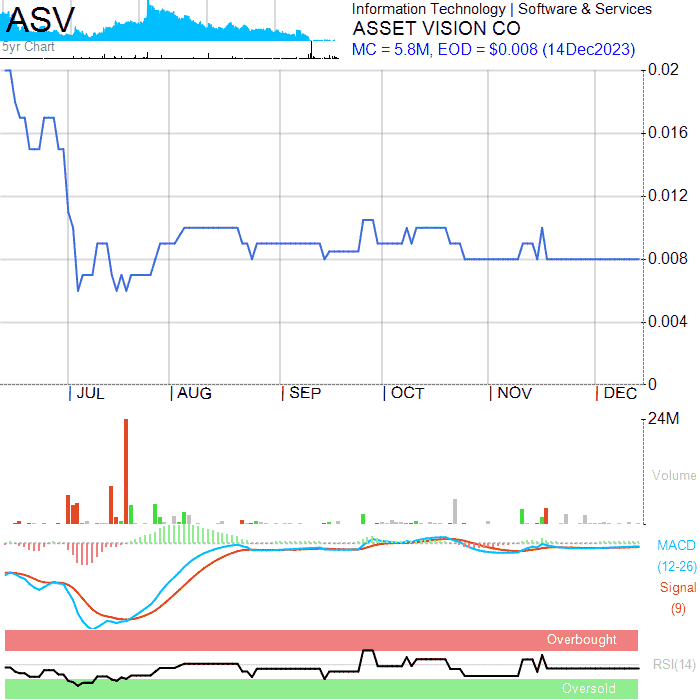 ASV
5yr Chart
Information Technology | Software & Services
ASSET VISION CO
MC = 5.8M, EOD = $0.008 (14Dec2023)
0.02
0.016
0.012
0.008
0.004
0
JUL AUG SEP OCT NOV DEC
24M
Volume
MACD
(12-26)
Signal
(9)
Overbought
RSI(14)
Oversold